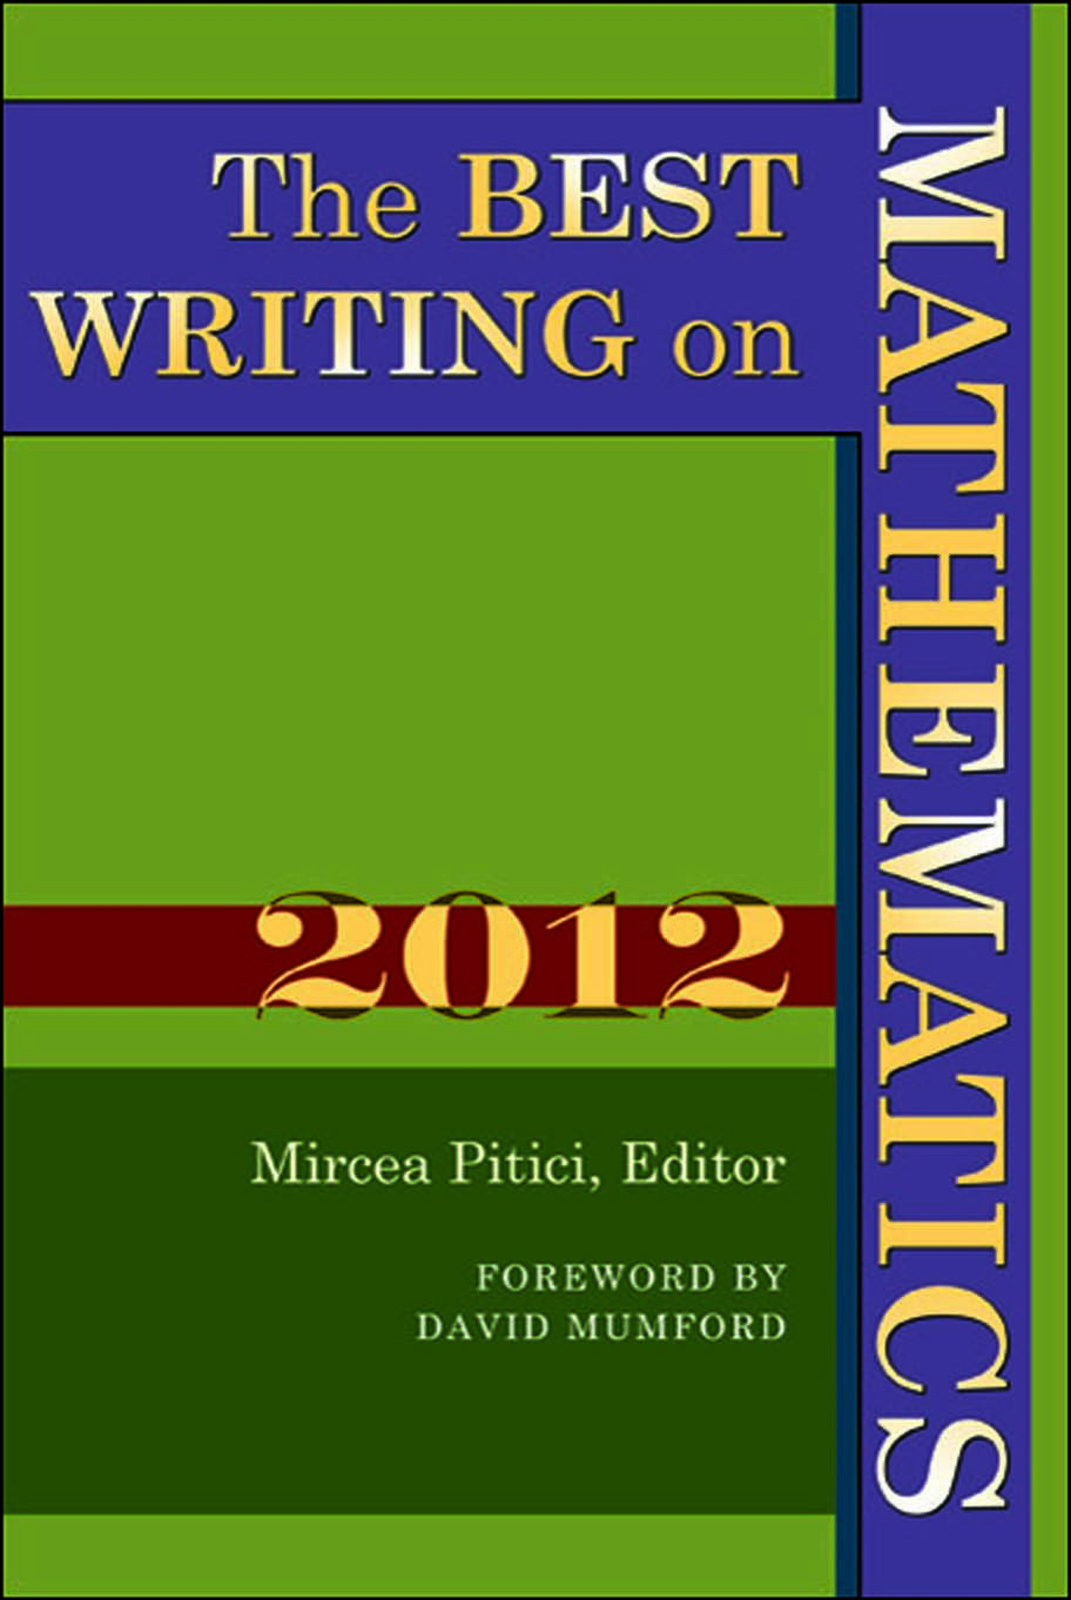 The BEST
WRITING on
MATHEMATICS
2012
Mircea Pitici, Editor
FOREWORD BY
DAVID MUMFORD